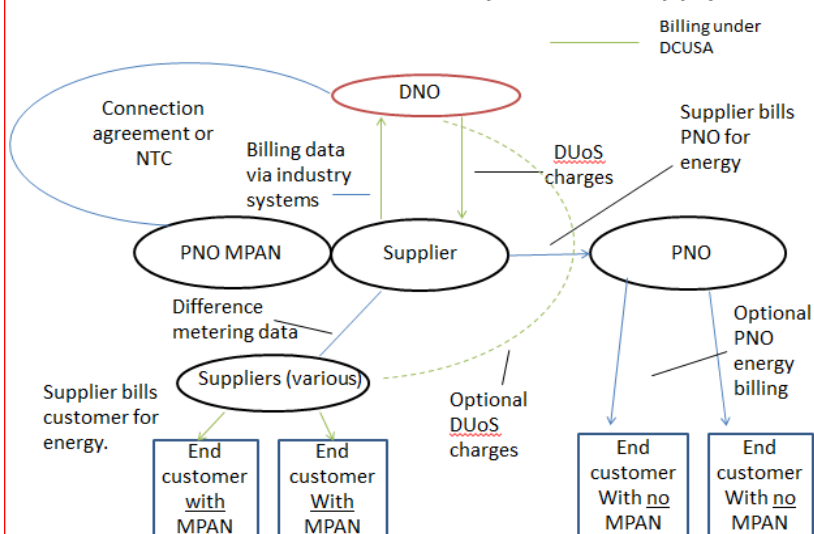 Billing under
DCUSA
DNO
Connection
agreement or
NTC
Supplier bills
PNO for
energy
Billing data
via industry
systems
DUoS
charges
PNO MPAN
Supplier
PNO
Difference
metering data
Optional
PNO
energy
billing
Suppliers (various)
Supplier bills
customer for
energy.
Optional
DUoS
charges
End
customer
with
MPAN
End
customer
With
MPAN
End
customer
With no
MPAN
End
customer
With no
MPAN